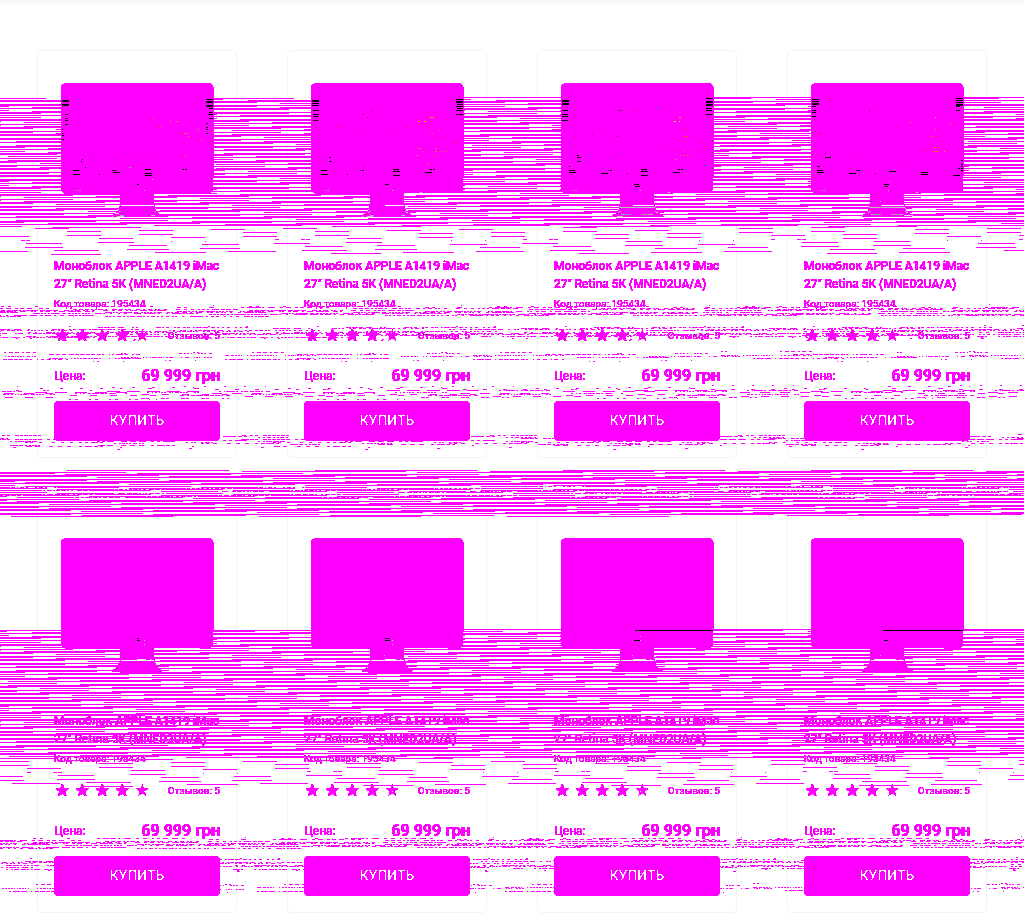 Моноблок APPLE A1419 iMac Моноблок APPLE A1419 iMac Моноблок APPLE A1419 iMac Моноблок APPLE A1419 iMac
27" Retina 5K (MNED2UA/A) 27" Retina 5K (MNED2UA/A) 27" Retina 5K (MNED2UA/A) 27" Retina 5K (MNED2UA/A)
Код товара: 195434 Код товара: 195434 Код товара: 195434 Код товара: 195434
Отзывов: 5 Отзывов: 5 Отзывов: 5 Отзывов: 5
Цена: 69 999 грн Цена: 69 999 грн Цена: 69 999 грн Цена: 69 999 грн
КУПИТЬ КУПИТЬ КУПИТЬ КУПИТЬ
Моноблок APPLE A1419 iMac Моноблок APPLE A1419 iMac Моноблок APPLE A1419 iMac Моноблок APPLE A1419 iMac
27" Retina 5K (MNED2UA/A) 27" Retina 5K (MNED2UA/A) 27" Retina 5K (MNED2UA/A) 27" Retina 5K (MNED2UA/A)
Код товара: 195434 Код товара: 195434 Код товара: 195434 Код товара: 195434
Отзывов: 5 Отзывов: 5 Отзывов: 5 Отзывов: 5
Цена: 69 999 грн Цена: 69 999 грн Цена: 69 999 грн Цена: 69 999 грн
КУПИТЬ КУПИТЬ КУПИТЬ КУПИТЬ